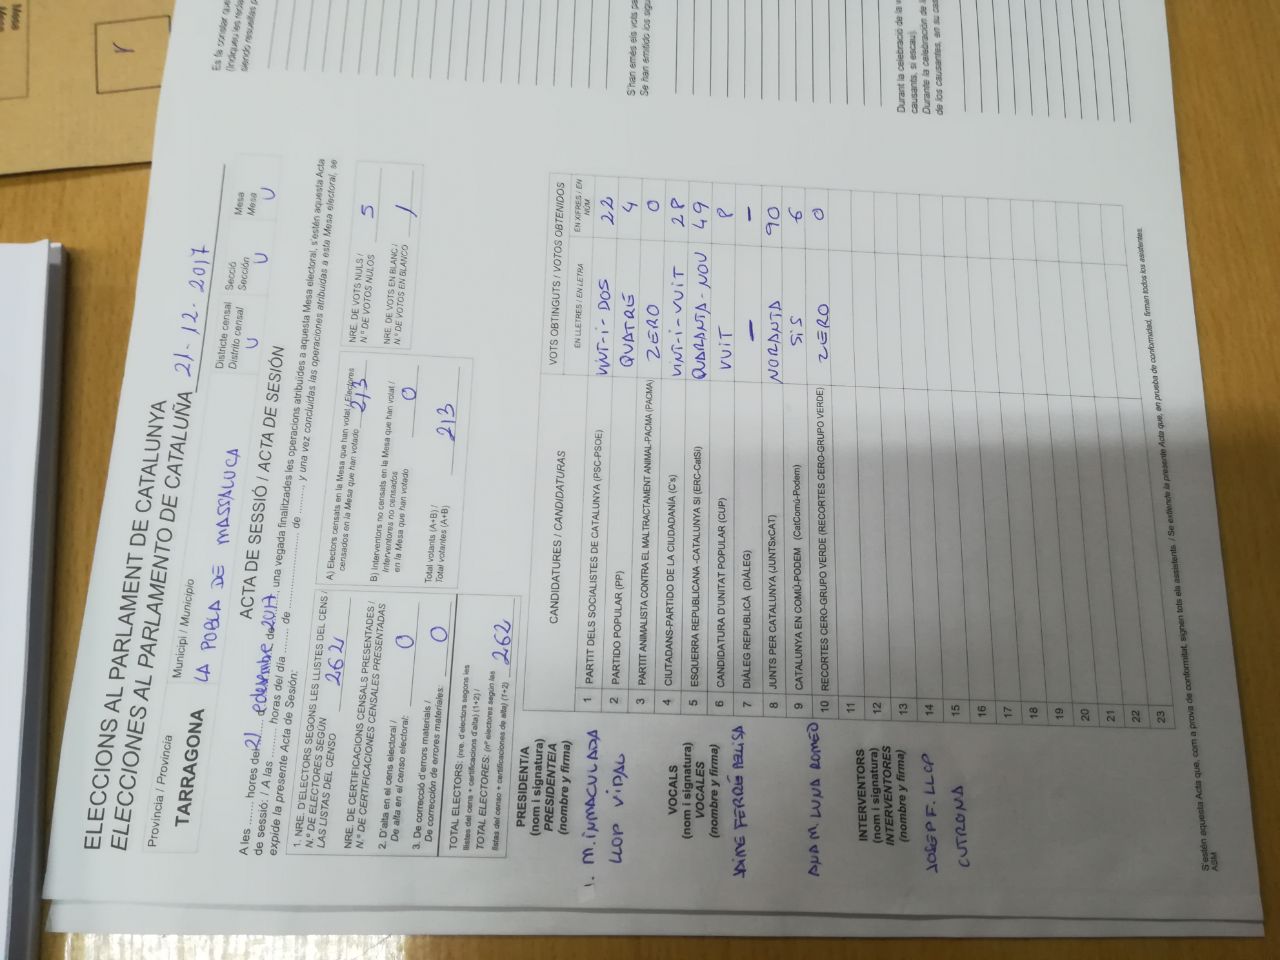 ELECCIONS AL PARLAMENT DE CATALUNYA
ELECCIONES AL PARLAMENTO DE CATALUÑA 21-12-2017
Província / Provincia
TARRAGONA
Municipi / Municipio
LA POBLA DE MASSALUCA
Districte censal
Distrito censal
U
Secció
Sección
U
Mesa
Mesa
U
ACTA DE SESSIÓ / ACTA DE SESIÓN
A les ........ hores del 21 de desembre de 2017, una vegada finalitzades les operacions atribuïdes a aquesta Mesa electoral, s'estén aquesta Acta
de sessió. / A las ........ horas del día ........ de ........ de ........ y una vez concluidas las operaciones atribuidas a esta Mesa electoral, se
expide la presente Acta de Sesión:
1. NRE. D'ELECTORS SEGONS LES LLISTES DEL CENS /
N.º DE ELECTORES SEGÚN
LAS LISTAS DEL CENSO
262
NRE. DE CERTIFICACIONS CENSALS PRESENTADES /
N.º DE CERTIFICACIONES CENSALES PRESENTADAS
2. D'alta en el cens electoral /
De alta en el censo electoral:
0
3. De correcció d'errors materials /
De corrección de errores materiales:
0
TOTAL ELECTORS: (nre. d'electors segons les
llistes del cens + certificacions d'alta) (1+2) /
TOTAL ELECTORES: (nº electores según las
listas del censo + certificaciones de alta) (1+2)
262
A) Electors censats en la Mesa que han votat / Electores
censados en la Mesa que han votado
213
B) Interventors no censats en la Mesa que han votat /
Interventores no censados
en la Mesa que han votado
0
Total votants (A+B) /
Total votantes (A+B)
213
NRE. DE VOTS NULS /
N.º DE VOTOS NULOS
5
NRE. DE VOTS EN BLANC /
N.º DE VOTOS EN BLANCO
1
PRESIDENT/A
(nom i signatura)
PRESIDENTE/A
(nombre y firma)
1. M. INMACULADA
LLOP VIDAL
VOCALS
(nom i signatura)
VOCALES
(nombre y firma)
JAIME FERRÉ
ANA M. LUNA ROMEO
INTERVENTORS
(nom i signatura)
INTERVENTORES
(nombre y firma)
JOSEP F. LLOP
CUTRONA
CANDIDATURES / CANDIDATURAS
VOTS OBTINGUTS / VOTOS OBTENIDOS
EN LLETRES / EN LETRA
EN XIFRES / EN
NÚM.
1 PARTIT DELS SOCIALISTES DE CATALUNYA (PSC-PSOE) VINT-I-DOS 22
2 PARTIDO POPULAR (PP) QUATRE 4
3 PARTIT ANIMALISTA CONTRA EL MALTRACTAMENT ANIMAL-PACMA (PACMA) ZERO 0
4 CIUTADANS-PARTIDO DE LA CIUDADANÍA (C's) VINT-I-VUIT 28
5 ESQUERRA REPUBLICANA -CATALUNYA SÍ (ERC-CatSí) QUARANTA-NOU 49
6 CANDIDATURA D'UNITAT POPULAR (CUP) VUIT 8
7 DIÀLEG REPUBLICÀ (DIÀLEG) — —
8 JUNTS PER CATALUNYA (JUNTSxCAT) NORANTA 90
9 CATALUNYA EN COMÚ-PODEM (CatComú-Podem) SIS 6
10 RECORTES CERO-GRUPO VERDE (RECORTES CERO-GRUPO VERDE) ZERO 0
11
12
13
14
15
16
17
18
19
20
21
22
23
S'estén aquesta Acta que, com a prova de conformitat, signen tots els assistents. / Se extiende la presente Acta que, en prueba de conformidad, firman todos los asistentes.
ASM
(Indiqueu les
S'han emès els vots
Se han emitido los
Durant la celebració de la
causants, si escau)
Durante la celebración de
de los causantes, en su
Mesa